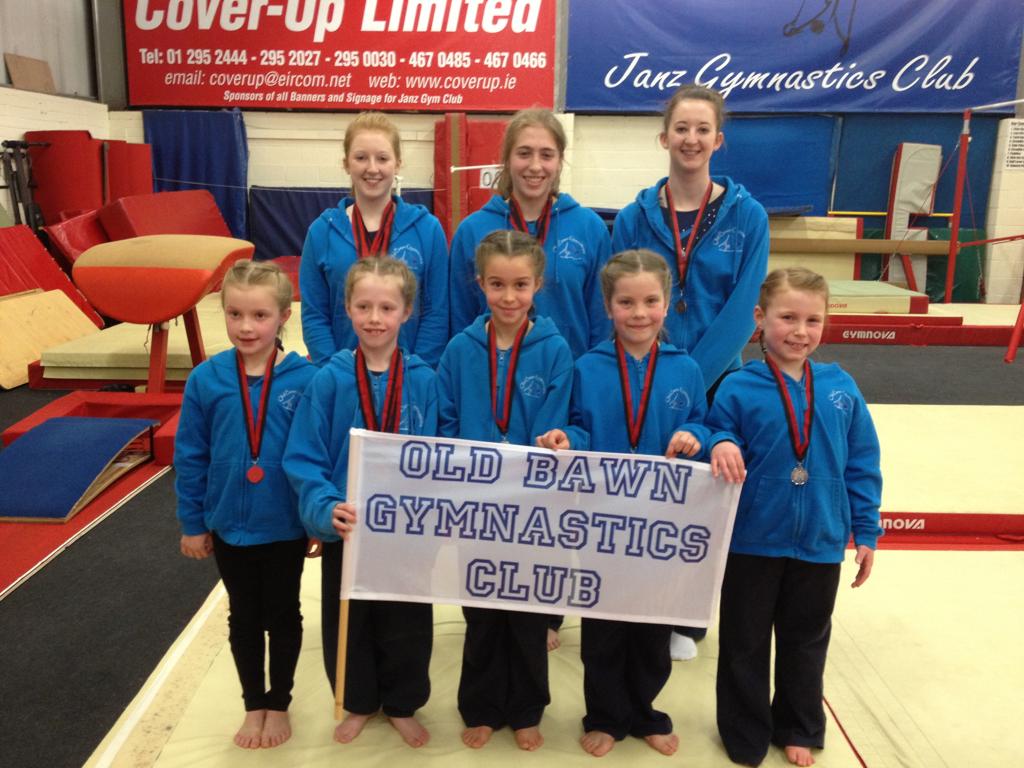 Cover-Up Limited
Tel: 01 295 2444 - 295 2027 - 295 0030 - 467 0485 - 467 0466
email: coverup@eircom.net web: www.coverup.ie
Sponsors of all Banners and Signage for Janz Gym Club
Janz Gymnastics Club
GYMNOVA
OLD BAWN
GYMNASTICS
CLUB